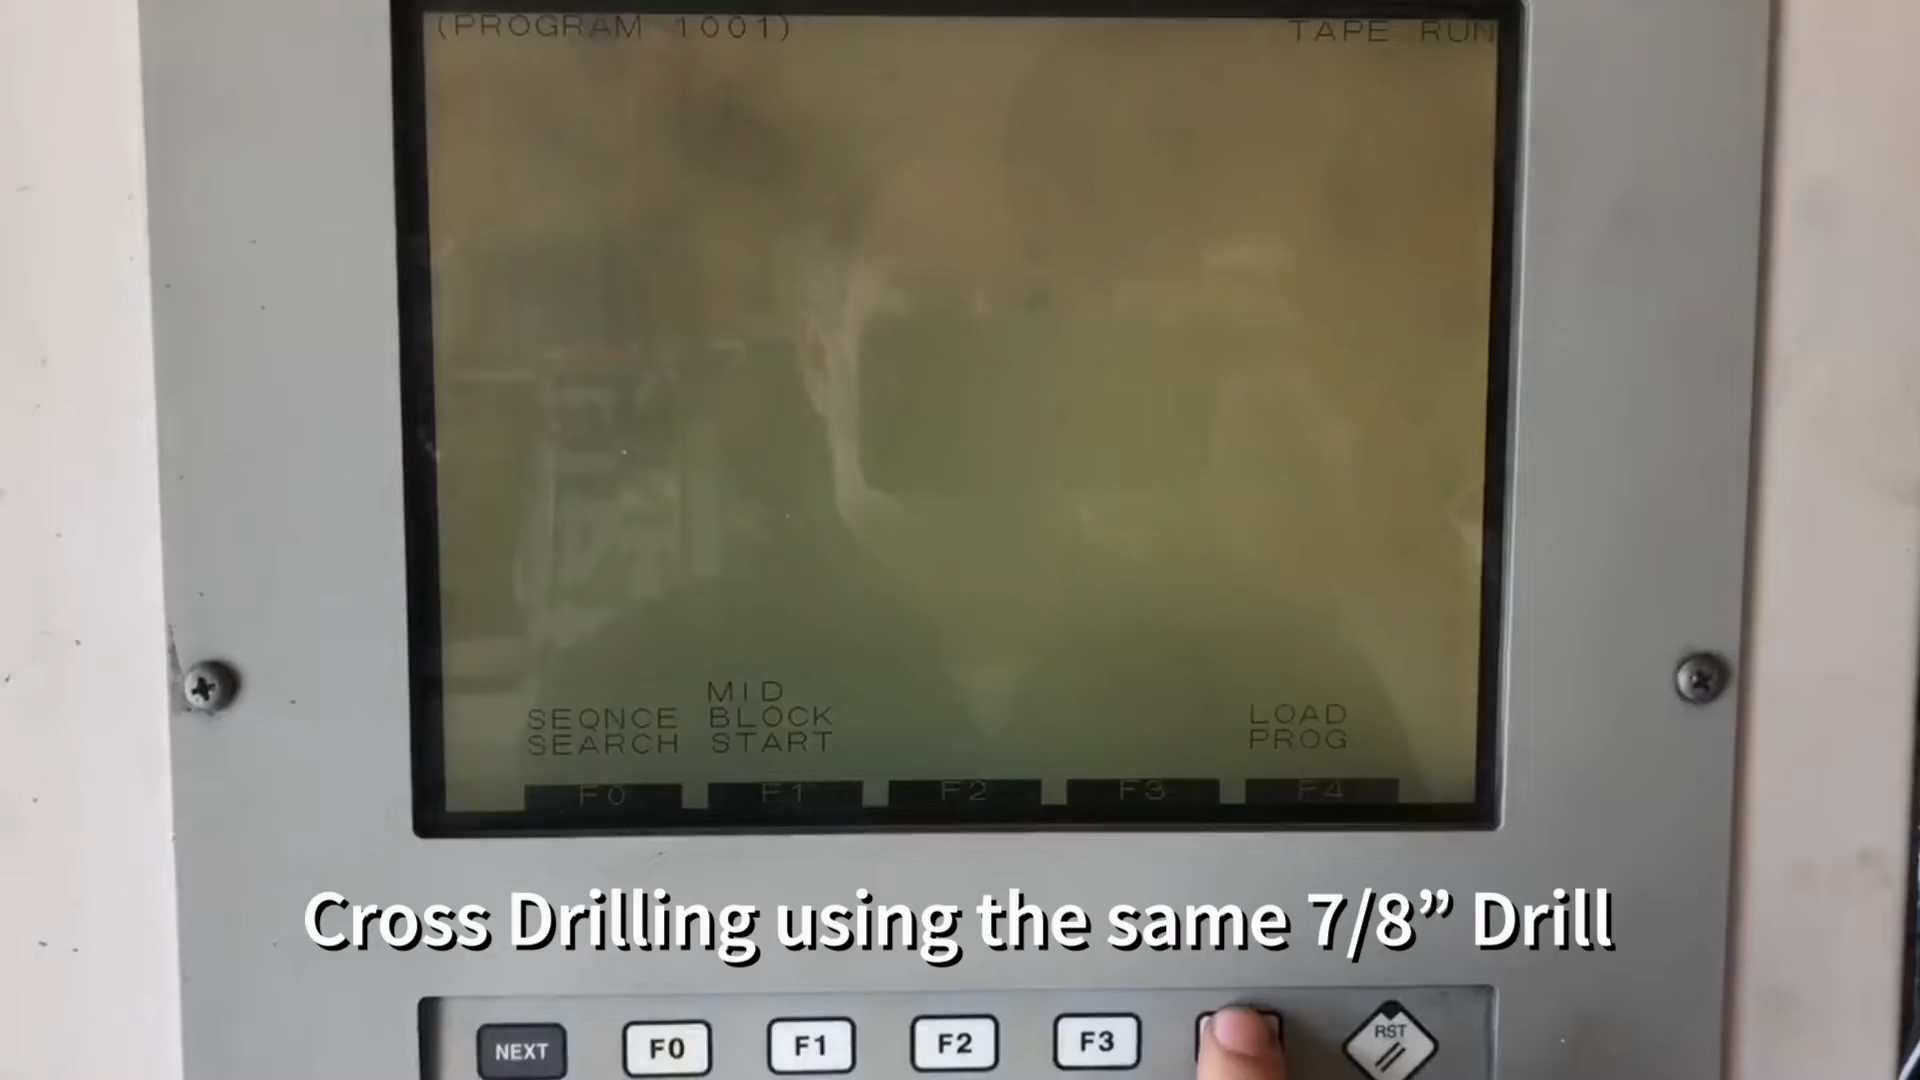 (PROGRAM 1001) TAPE RUN
MID
SEQNCE BLOCK LOAD
SEARCH START PROG
F0 F1 F2 F3 F4
Cross Drilling using the same 7/8” Drill
NEXT F0 F1 F2 F3 RST